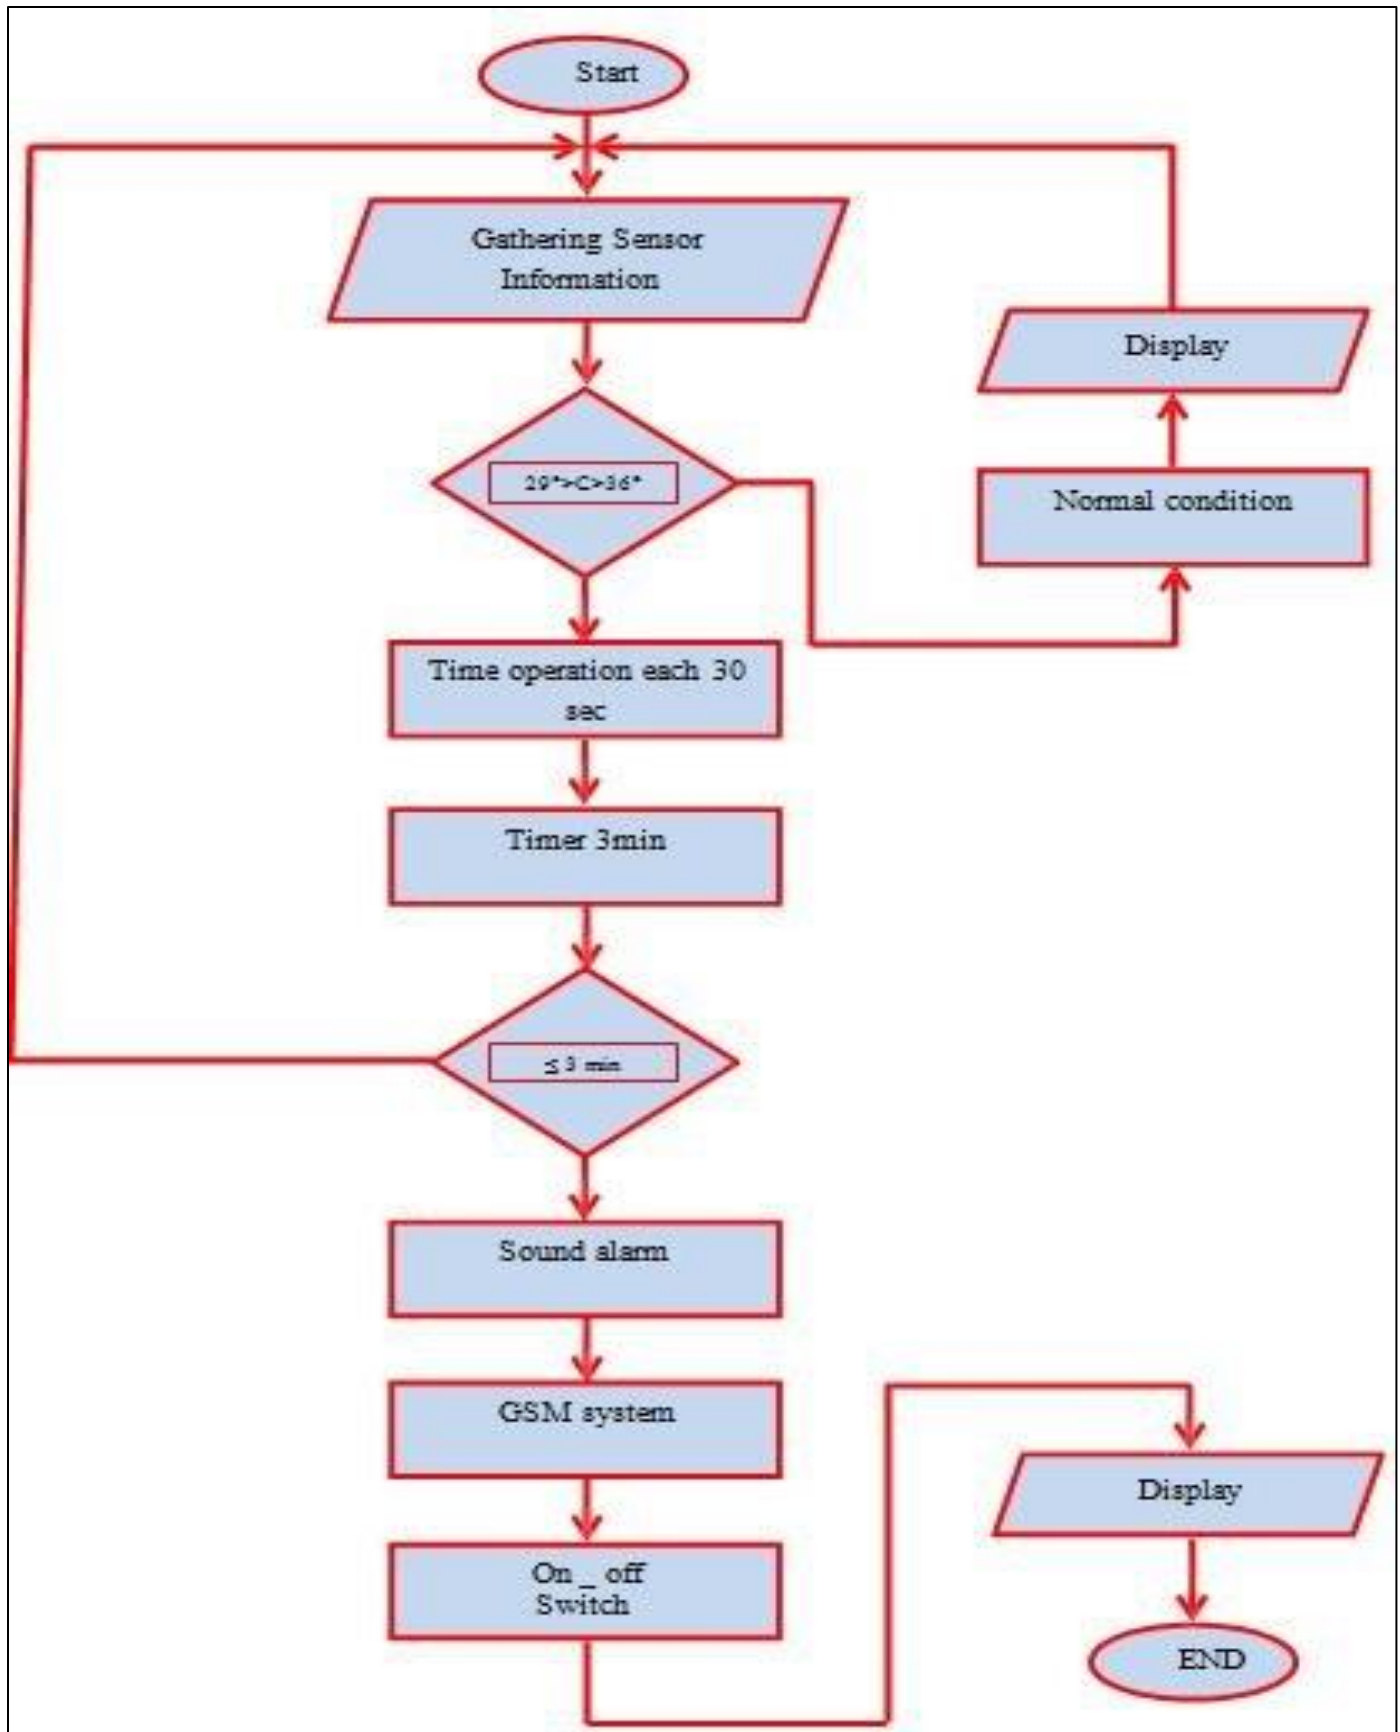 Start
Gathering Sensor
Information
Display
29°>C>36°
Normal condition
Time operation each 30
sec
Timer 3min
≤ 3 min
Sound alarm
GSM system
Display
On _ off
Switch
END